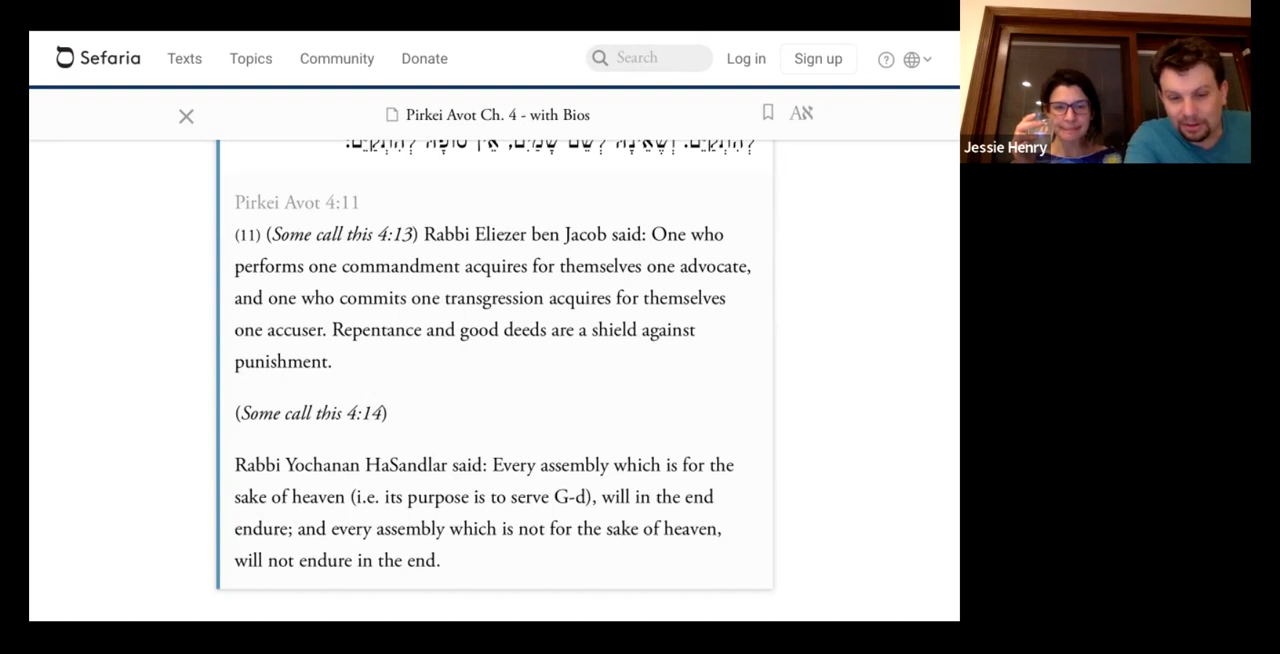 Sefaria Texts Topics Community Donate Search Log in Sign up
Pirkei Avot Ch. 4 - with Bios
Jessie Henry
Pirkei Avot 4:11
(11) (Some call this 4:13) Rabbi Eliezer ben Jacob said: One who
performs one commandment acquires for themselves one advocate,
and one who commits one transgression acquires for themselves
one accuser. Repentance and good deeds are a shield against
punishment.
(Some call this 4:14)
Rabbi Yochanan HaSandlar said: Every assembly which is for the
sake of heaven (i.e. its purpose is to serve G-d), will in the end
endure; and every assembly which is not for the sake of heaven,
will not endure in the end.